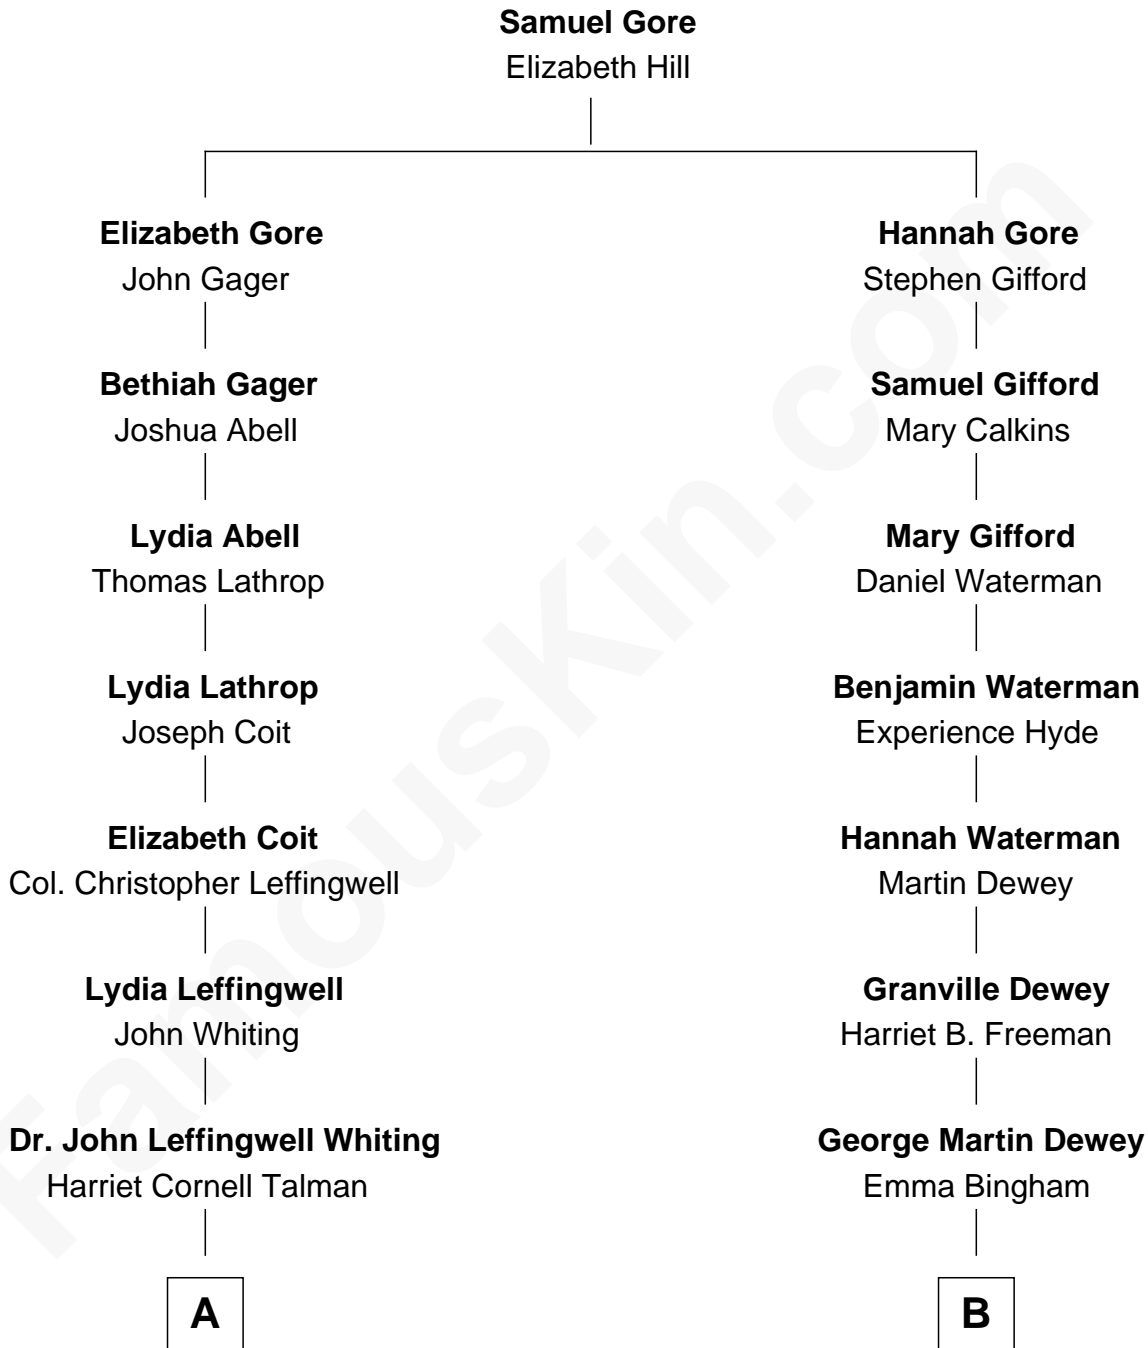 Samuel Gore
Elizabeth Hill
Elizabeth Gore
John Gager
Hannah Gore
Stephen Gifford
Bethiah Gager
Joshua Abell
Samuel Gifford
Mary Calkins
Lydia Abell
Thomas Lathrop
Mary Gifford
Daniel Waterman
Lydia Lathrop
Joseph Coit
Benjamin Waterman
Experience Hyde
Elizabeth Coit
Col. Christopher Leffingwell
Hannah Waterman
Martin Dewey
Lydia Leffingwell
John Whiting
Granville Dewey
Harriet B. Freeman
Dr. John Leffingwell Whiting
Harriet Cornell Talman
George Martin Dewey
Emma Bingham
A
B
FamousKin.com